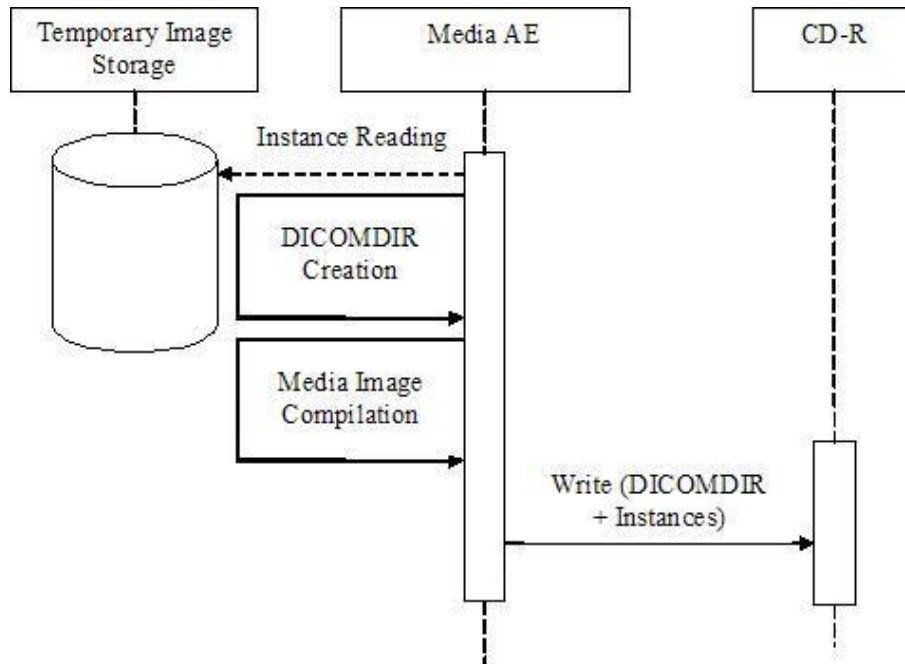 Temporary Image
Storage
Media AE
CD-R
Instance Reading
DICOMDIR
Creation
Media Image
Compilation
Write (DICOMDIR
+ Instances)